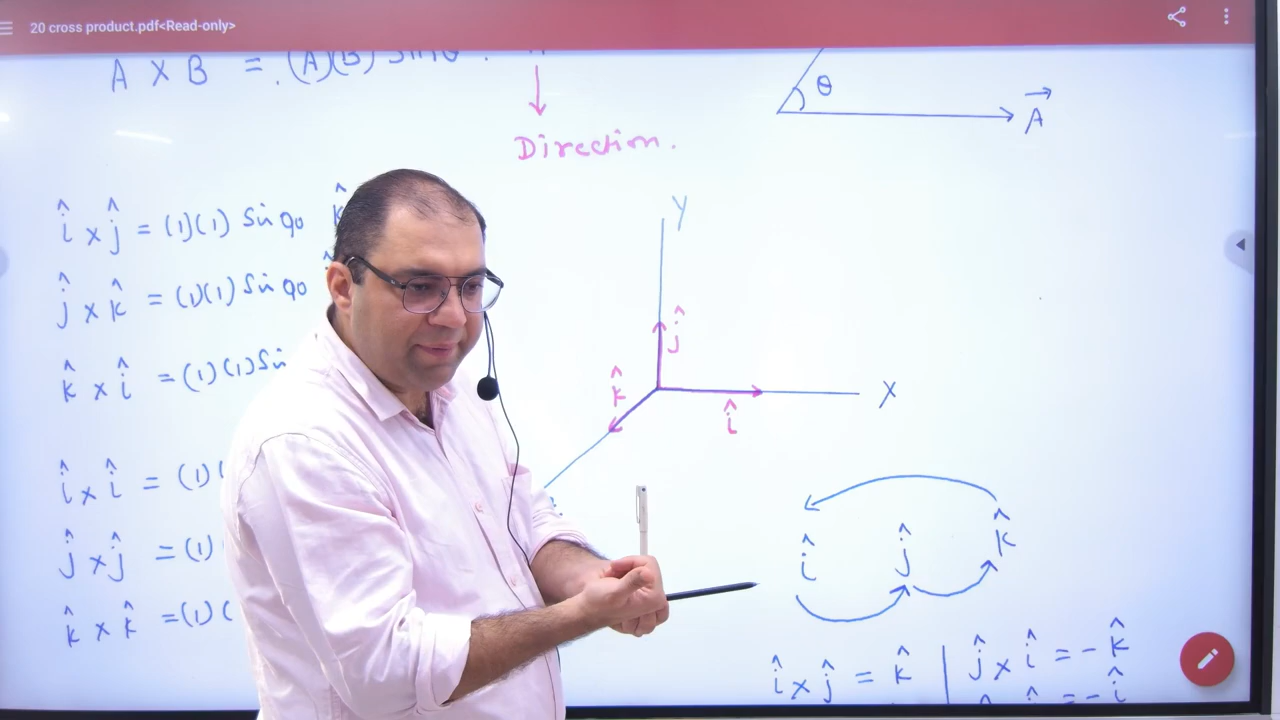 20 cross product.pdf<Read-only>
A X B = (A)(B) Sinθ
θ
A⃗
Direction.
î x ĵ = (1)(1) Sin 90 k̂
ĵ x k̂ = (1)(1) Sin 90
k̂ x î = (1)(1) Sin
î x î = (1)(
ĵ x ĵ = (1)
k̂ x k̂ = (1)(
Y
ĵ
k̂
î
X
î ĵ k̂
î x ĵ = k̂ | ĵ x î = - k̂
= - î